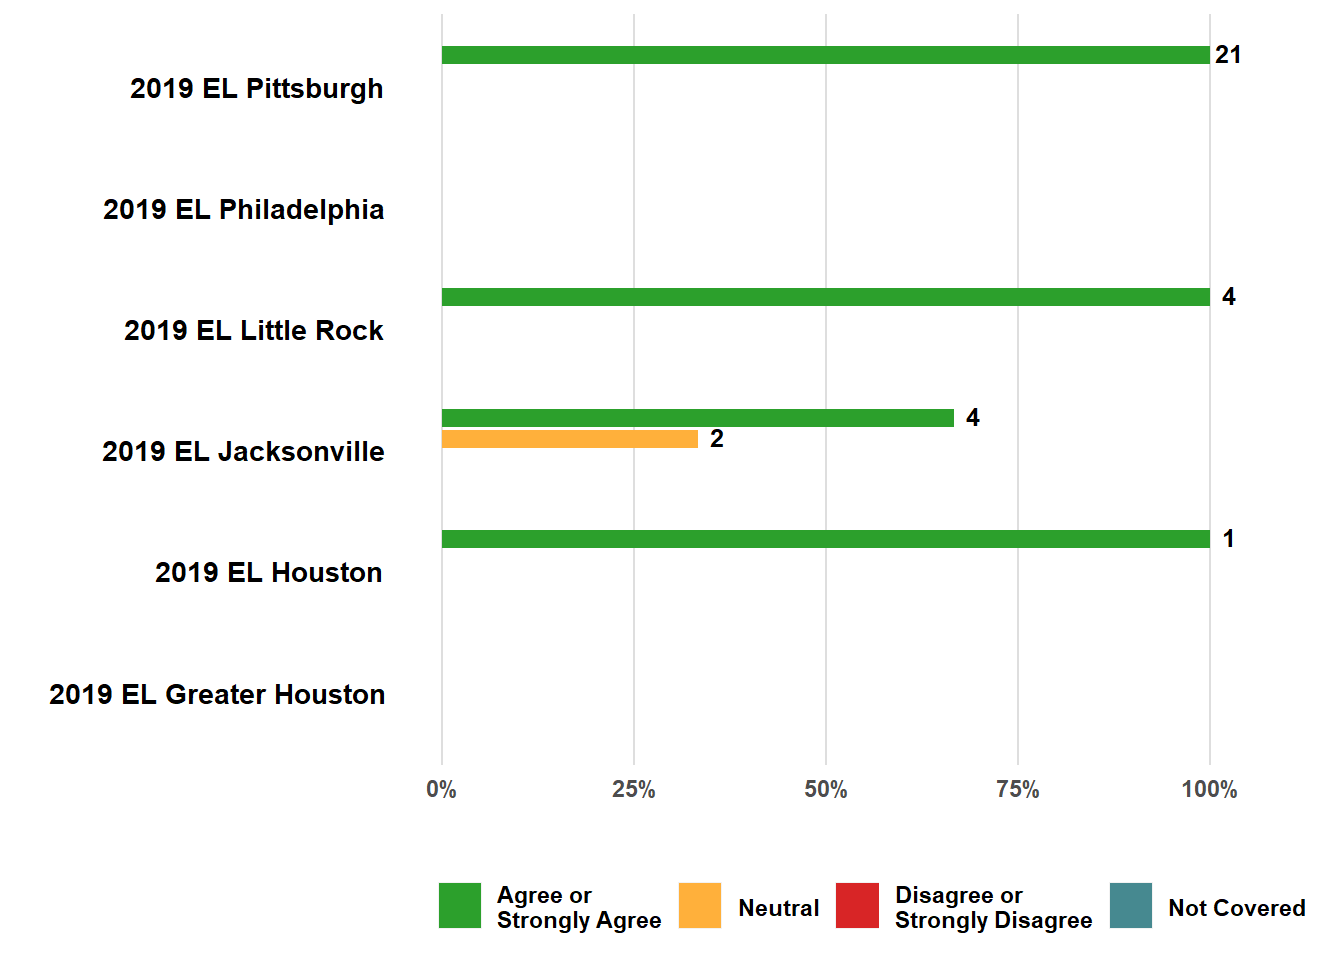 21
2019 EL Pittsburgh
2019 EL Philadelphia
4
2019 EL Little Rock
4
2
2019 EL Jacksonville
1
2019 EL Houston
2019 EL Greater Houston
0% 25% 50% 75% 100%
Agree or
Strongly Agree
Neutral
Disagree or
Strongly Disagree
Not Covered